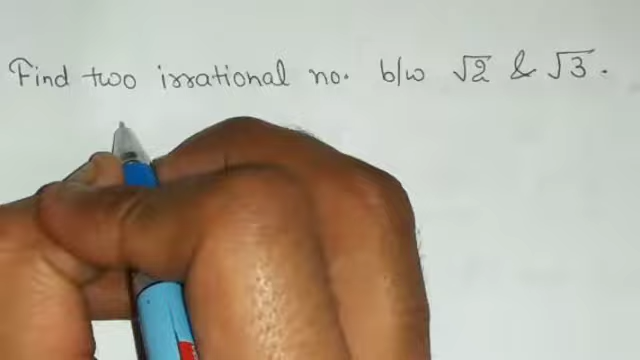 Find two irrational no. b/w √2 & √3.